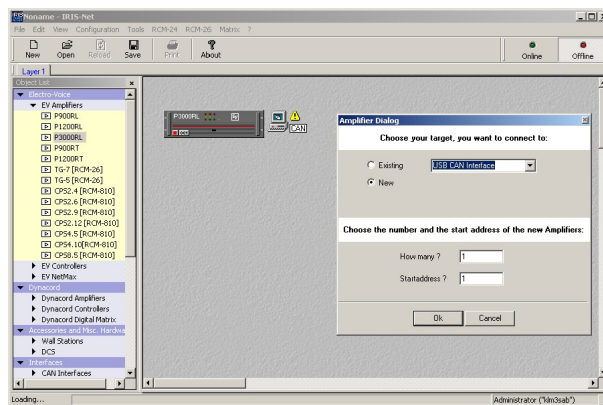 Noname - IRIS-Net
File Edit View Configuration Tools RCM-24 RCM-26 Matrix ?
New Open Reload Save Print About Online Offline
Layer 1
Object List
Electro-Voice
EV Amplifiers
P900RL
P1200RL
P3000RL
P900RT
P1200RT
TG-7 [RCM-26]
TG-5 [RCM-26]
CPS2.4 [RCM-810]
CPS2.6 [RCM-810]
CPS2.9 [RCM-810]
CPS2.12 [RCM-810]
CPS4.5 [RCM-810]
CPS4.10[RCM-810]
CPS8.5 [RCM-810]
EV Controllers
EV NetMax
Dynacord
Dynacord Amplifiers
Dynacord Controllers
Dynacord Digital Matrix
Accessories and Misc. Hardwa
Wall Stations
DCS
Interfaces
CAN Interfaces
P3000RL
CAN
Amplifier Dialog
Choose your target, you want to connect to:
Existing USB CAN Interface
New
Choose the number and the start address of the new Amplifiers:
How many ? 1
Startaddress ? 1
Ok Cancel
Loading... Administrator ("klm3sab")